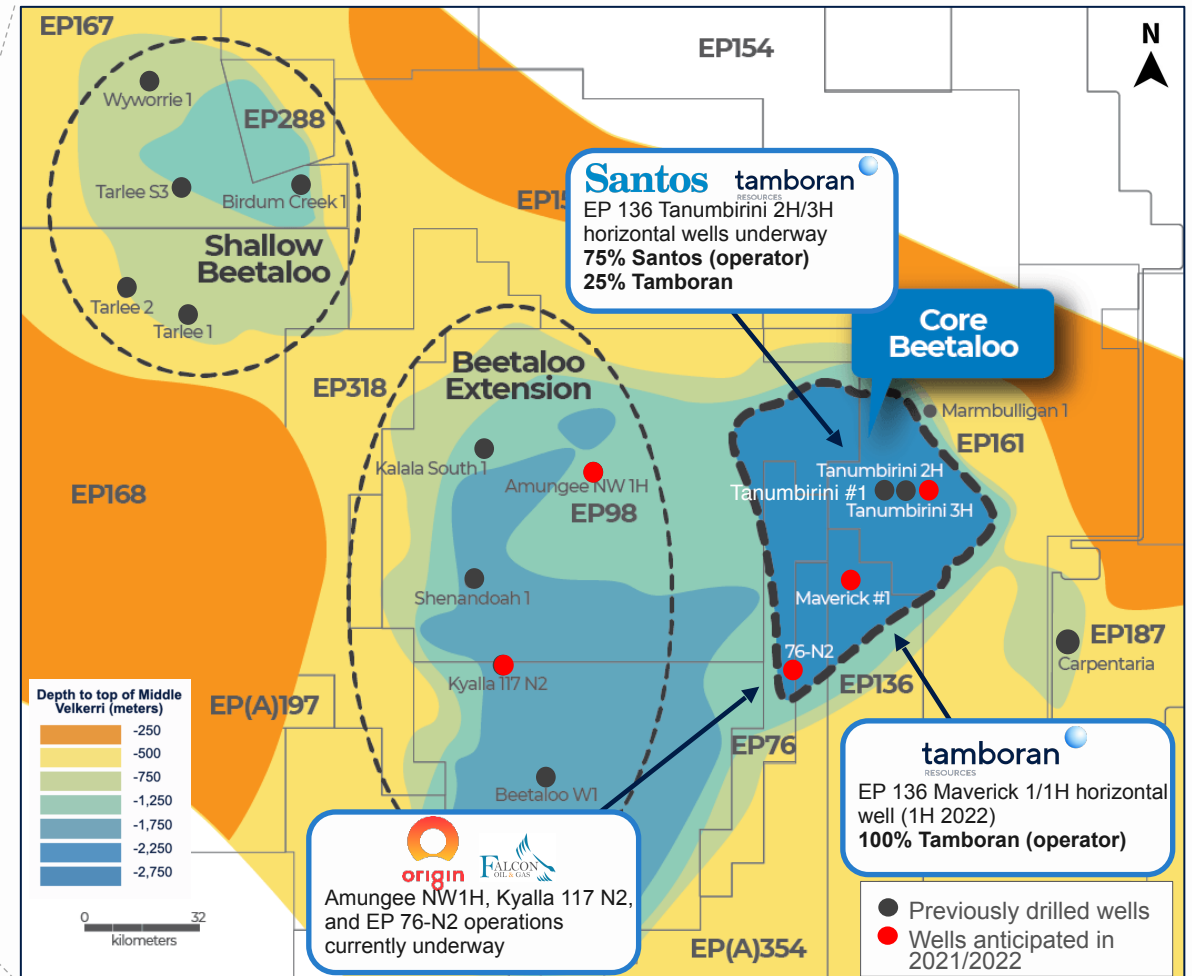 EP167
EP154
N
Wyworrie 1
EP288
Tarlee S3
Birdum Creek 1
EP15
Santos tamboran
RESOURCES
EP 136 Tanumbirini 2H/3H
horizontal wells underway
75% Santos (operator)
25% Tamboran
Shallow
Beetaloo
Tarlee 2
Tarlee 1
Core
Beetaloo
EP318
Beetaloo
Extension
Marmbulligan 1
EP161
Kalala South 1
Amungee NW 1H
EP98
EP168
Tanumbirini 2H
Tanumbirini #1
Tanumbirini 3H
Shenandoah 1
Maverick #1
EP187
Carpentaria
76-N2
Kyalla 117 N2
EP136
EP(A)197
EP76
Beetaloo W1
Depth to top of Middle
Velkerri (meters)
-250
-500
-750
-1,250
-1,750
-2,250
-2,750
0 32
kilometers
origin FALCON
OIL & GAS
Amungee NW1H, Kyalla 117 N2,
and EP 76-N2 operations
currently underway
tamboran
RESOURCES
EP 136 Maverick 1/1H horizontal
well (1H 2022)
100% Tamboran (operator)
EP(A)354
Previously drilled wells
Wells anticipated in
2021/2022